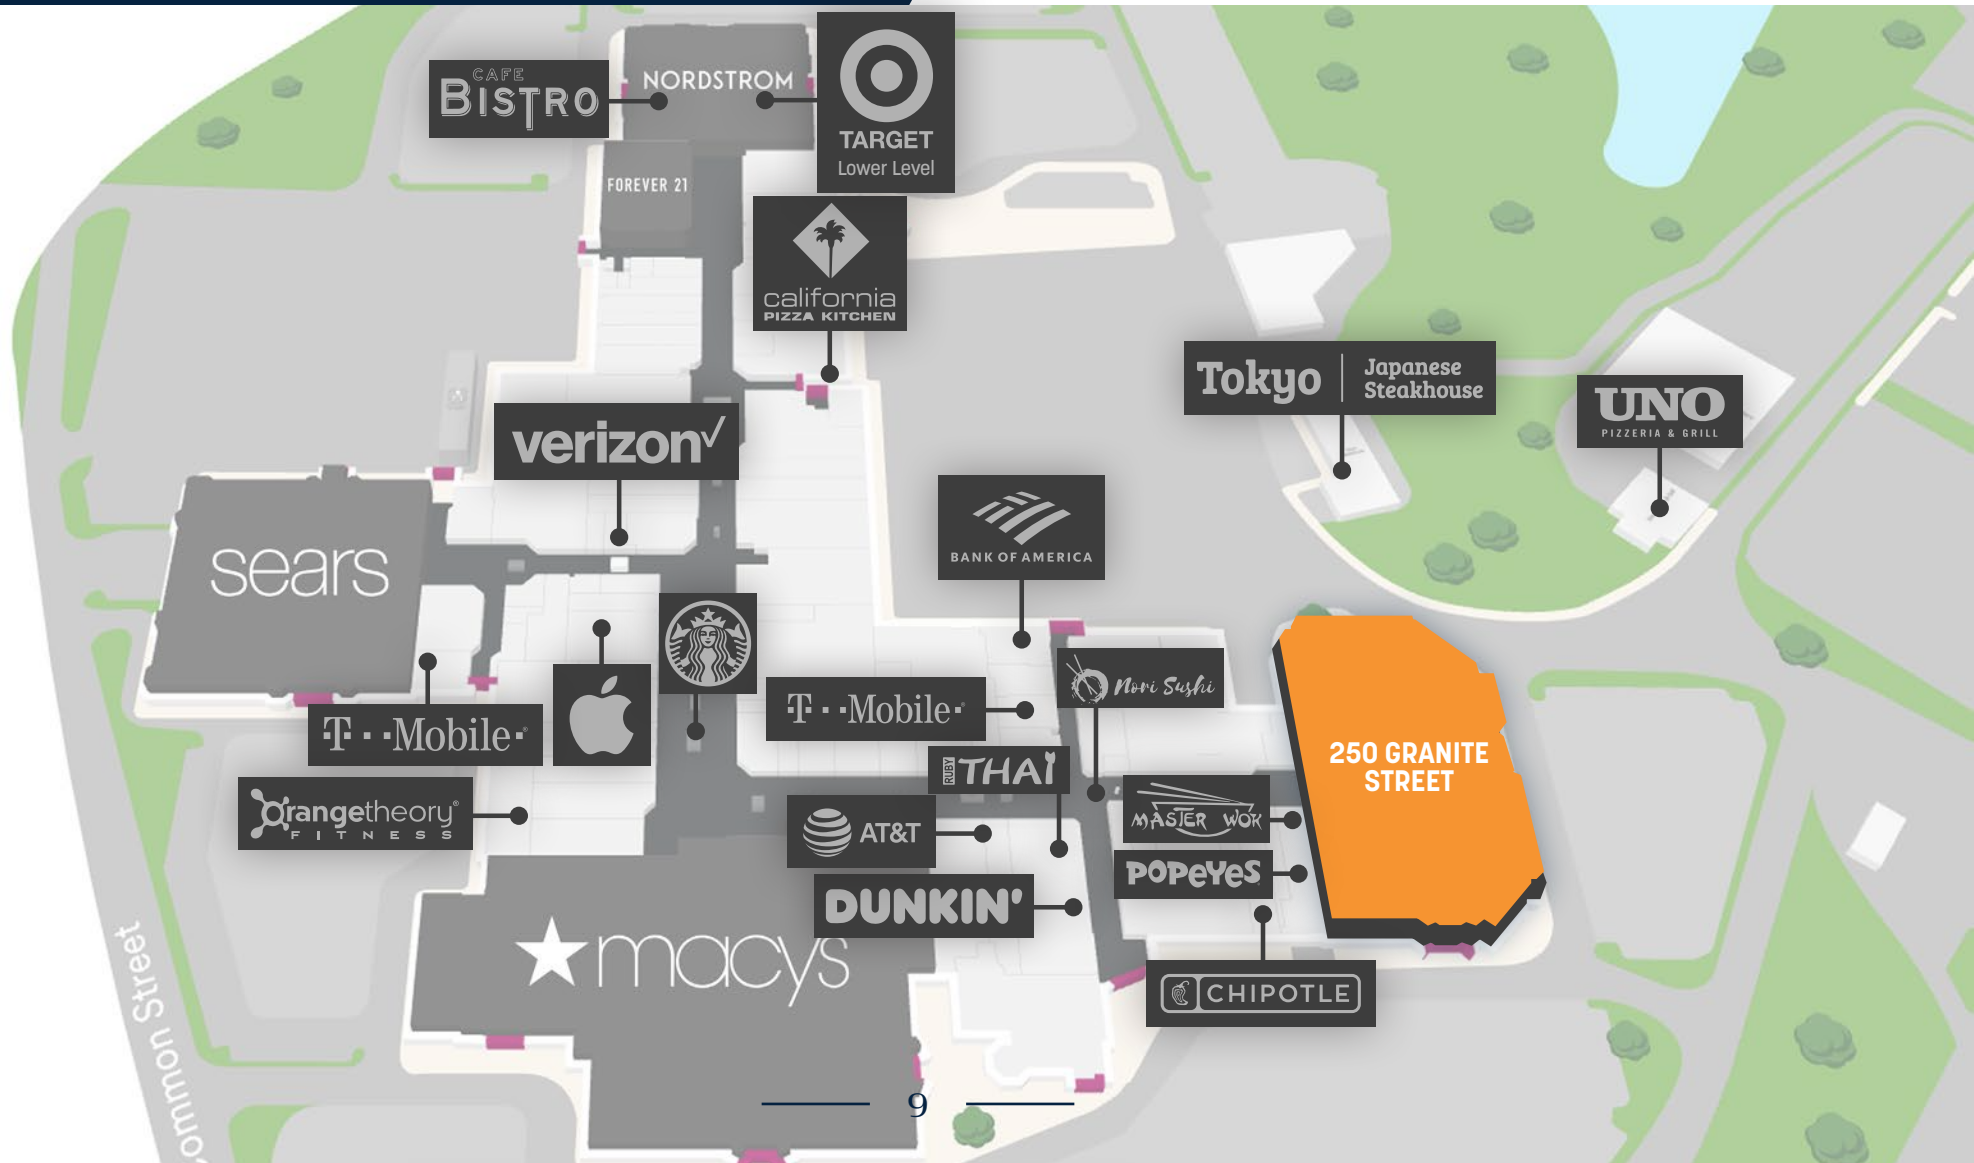 CAFE
BISTRO
NORDSTROM
TARGET
Lower Level
FOREVER 21
california
PIZZA KITCHEN
verizon✓
Tokyo
Japanese
Steakhouse
UNO
PIZZERIA & GRILL
BANK OF AMERICA
sears
T··Mobile·®
T··Mobile·®
Nori Sushi
250 GRANITE
STREET
RUBY
THAI
Orangetheory®
FITNESS
AT&T
MASTER WOK
POPEYES
DUNKIN'
macys
CHIPOTLE
Common Street
9